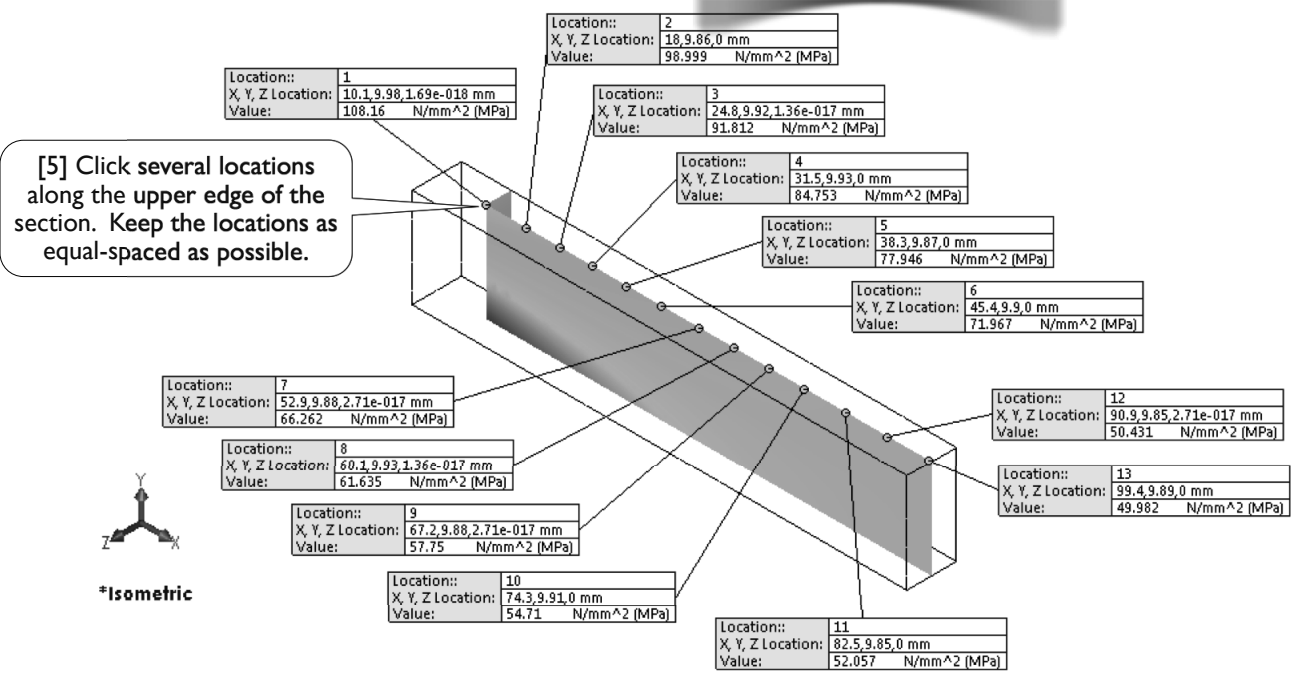 Location:: 2
X, Y, Z Location: 18,9.86,0 mm
Value: 98.999 N/mm^2 (MPa)
Location:: 1
X, Y, Z Location: 10.1,9.98,1.69e-018 mm
Value: 108.16 N/mm^2 (MPa)
Location:: 3
X, Y, Z Location: 24.8,9.92,1.36e-017 mm
Value: 91.812 N/mm^2 (MPa)
[5] Click several locations
along the upper edge of the
section. Keep the locations as
equal-spaced as possible.
Location:: 4
X, Y, Z Location: 31.5,9.93,0 mm
Value: 84.753 N/mm^2 (MPa)
Location:: 5
X, Y, Z Location: 38.3,9.87,0 mm
Value: 77.946 N/mm^2 (MPa)
Location:: 6
X, Y, Z Location: 45.4,9.9,0 mm
Value: 71.967 N/mm^2 (MPa)
Location:: 7
X, Y, Z Location: 52.9,9.88,2.71e-017 mm
Value: 66.262 N/mm^2 (MPa)
Location:: 12
X, Y, Z Location: 90.9,9.85,2.71e-017 mm
Value: 50.431 N/mm^2 (MPa)
Location:: 8
X, Y, Z Location: 60.1,9.93,1.36e-017 mm
Value: 61.635 N/mm^2 (MPa)
Location:: 13
X, Y, Z Location: 99.4,9.89,0 mm
Value: 49.982 N/mm^2 (MPa)
Location:: 9
X, Y, Z Location: 67.2,9.88,2.71e-017 mm
Value: 57.75 N/mm^2 (MPa)
Y
Z
X
*Isometric
Location:: 10
X, Y, Z Location: 74.3,9.91,0 mm
Value: 54.71 N/mm^2 (MPa)
Location:: 11
X, Y, Z Location: 82.5,9.85,0 mm
Value: 52.057 N/mm^2 (MPa)